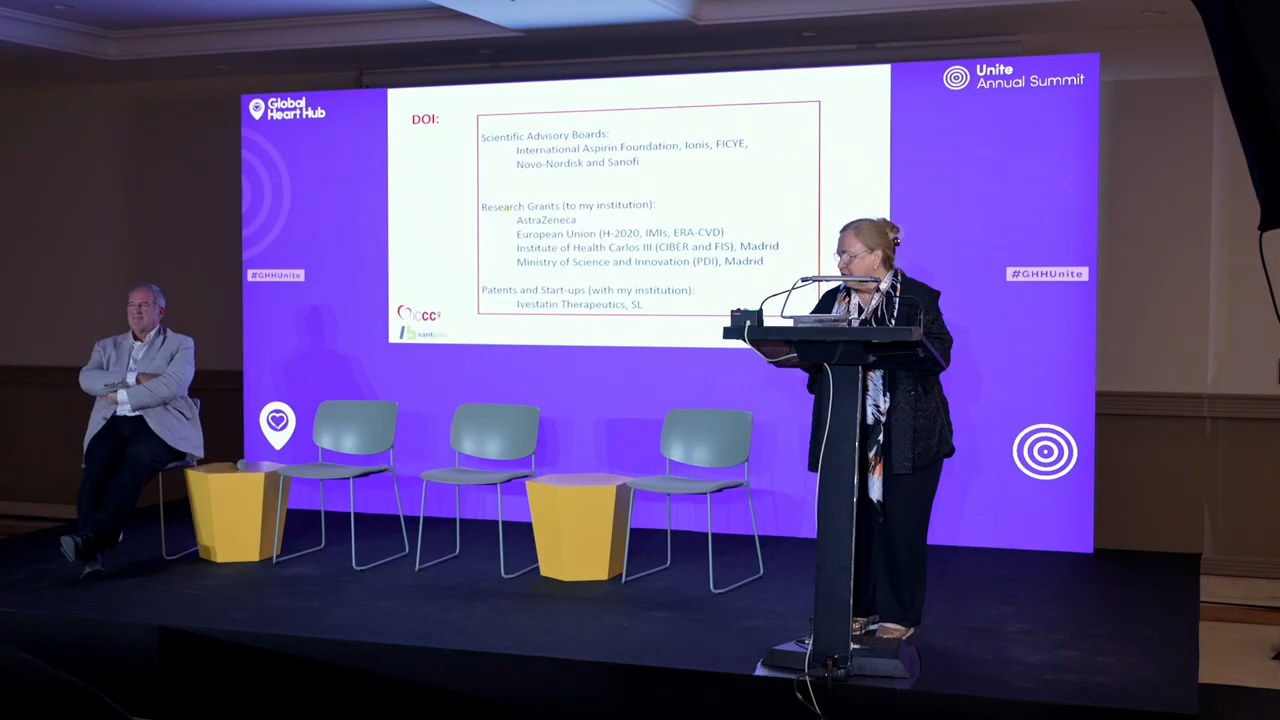 Global
Heart Hub
Unite
Annual Summit
DOI:
Scientific Advisory Boards:
International Aspirin Foundation, Ionis, FICYE,
Novo-Nordisk and Sanofi
Research Grants (to my institution):
AstraZeneca
European Union (H-2020, IMIs, ERA-CVD)
Institute of Health Carlos III (CIBER and FIS), Madrid
Ministry of Science and Innovation (PDI), Madrid
Patents and Start-ups (with my institution):
Ivestatin Therapeutics, SL
#GHHUnite
#GHHUnite